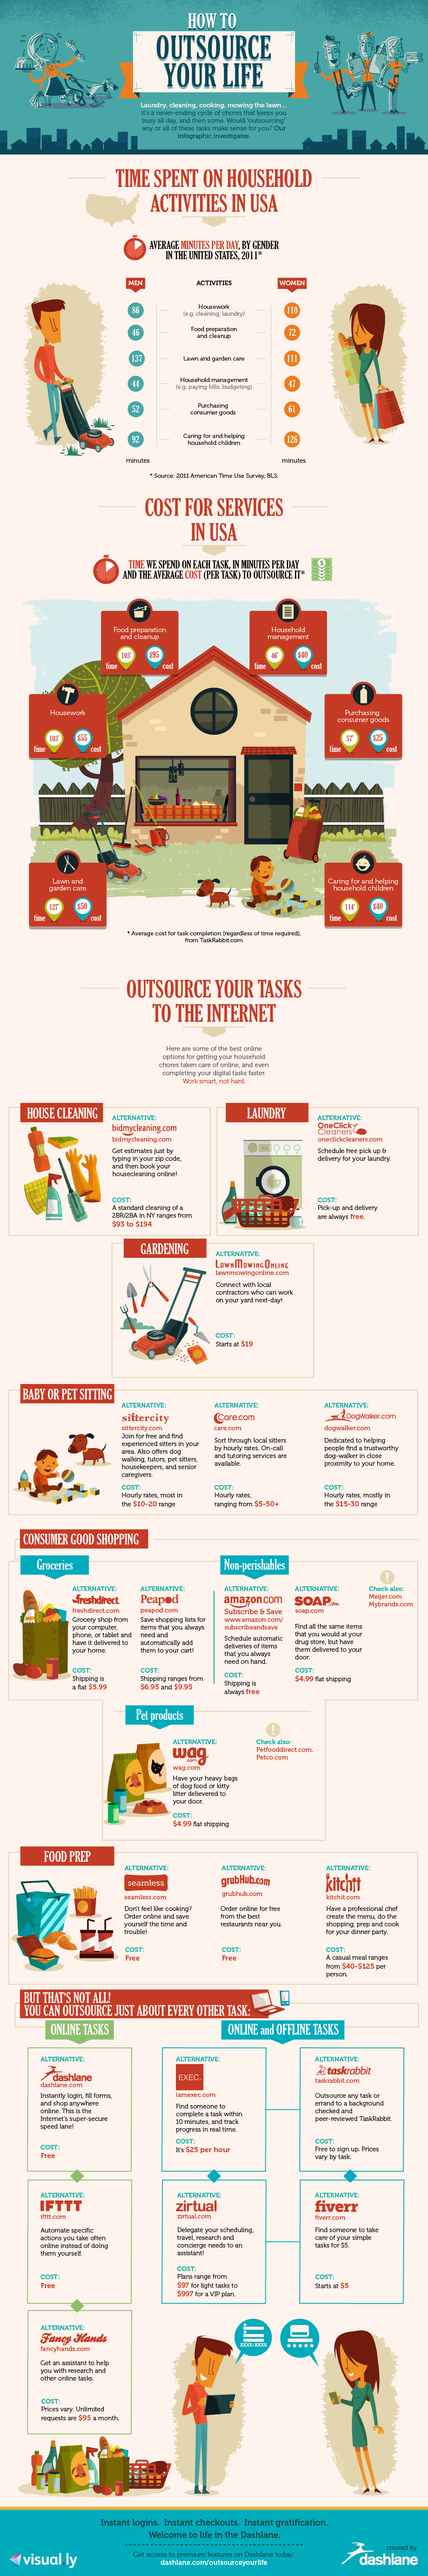 HOW TO
OUTSOURCE
YOUR LIFE
Laundry, cleaning, cooking, mowing the lawn...
it's a never-ending cycle of chores that keeps you
busy all day, and then some. Would "outsourcing"
any or all of these tasks make sense for you? Our
infographic investigates.
TIME SPENT ON HOUSEHOLD
ACTIVITIES IN USA
AVERAGE MINUTES PER DAY, BY GENDER
IN THE UNITED STATES, 2011*
MEN ACTIVITIES WOMEN
86 Housework 110
(e.g. cleaning, laundry)
46 Food preparation 72
and cleanup
137 Lawn and garden care 111
44 Household management 47
(e.g. paying bills, budgeting)
52 Purchasing 61
consumer goods
92 Caring for and helping 126
household children
minutes minutes
* Source: 2011 American Time Use Survey, BLS.
COST FOR SERVICES
IN USA
TIME WE SPEND ON EACH TASK, IN MINUTES PER DAY
AND THE AVERAGE COST (PER TASK) TO OUTSOURCE IT*
Food preparation
and cleanup
time 103' $95 cost
Household
management
time 46' $40 cost
Housework
time 103' $55 cost
Purchasing
consumer goods
time 57' $25 cost
Lawn and
garden care
time 127' $50 cost
Caring for and helping
household children
time 114' $40 cost
* Average cost for task completion (regardless of time required),
from TaskRabbit.com
OUTSOURCE YOUR TASKS
TO THE INTERNET
Here are some of the best online
options for getting your household
chores taken care of online, and even
completing your digital tasks faster.
Work smart, not hard.
HOUSE CLEANING
ALTERNATIVE:
bidmycleaning.com
bidmycleaning.com
Get estimates just by
typing in your zip code,
and then book your
housecleaning online!
COST:
A standard cleaning of a
2BR/2BA in NY ranges from
$93 to $194
LAUNDRY
ALTERNATIVE:
OneClick
Cleaners
oneclickcleaners.com
Schedule free pick up &
delivery for your laundry.
COST:
Pick-up and delivery
are always free.
GARDENING
ALTERNATIVE:
LAWNMOWINGONLINE
lawnmowingonline.com
Connect with local
contractors who can work
on your yard next-day!
COST:
Starts at $19
BABY OR PET SITTING
ALTERNATIVE:
sittercity
sittercity.com
Join for free and find
experienced sitters in your
area. Also offers dog
walking, tutors, pet sitters,
housekeepers, and senior
caregivers.
COST:
Hourly rates, most in
the $10-20 range
ALTERNATIVE:
Care.com
care.com
Sort through local sitters
by hourly rates. On-call
and tutoring services are
available.
COST:
Hourly rates,
ranging from $5-50+
ALTERNATIVE:
DogWalker.com
dogwalker.com
Dedicated to helping
people find a trustworthy
dog-walker in close
proximity to your home.
COST:
Hourly rates, mostly in
the $15-30 range
CONSUMER GOOD SHOPPING
Groceries
ALTERNATIVE:
freshdirect
freshdirect.com
Grocery shop from
your computer,
phone, or tablet and
have it delivered to
your home.
COST:
Shipping is
a flat $5.99
ALTERNATIVE:
Peapod
peapod.com
Save shopping lists for
items that you always
need and
automatically add
them to your cart!
COST:
Shipping ranges from
$6.95 and $9.95
Non-perishables
ALTERNATIVE:
amazon.com
Subscribe & Save
www.amazon.com/
subscribeandsave
Schedule automatic
deliveries of items
that you always
need on hand.
COST:
Shipping is
always free
ALTERNATIVE:
SOAP.com
soap.com
Find all the same items
that you would at your
drug store, but have
them delivered to your
door.
COST:
$4.99 flat shipping
Check also:
Meijer.com
Mybrands.com
Pet products
ALTERNATIVE:
wag
.com
wag.com
Have your heavy bags
of dog food or kitty
litter delievered to
your door.
COST:
$4.99 flat shipping
Check also:
Petfooddirect.com,
Petco.com
FOOD PREP
ALTERNATIVE:
seamless
seamless.com
Don't feel like cooking?
Order online and save
yourself the time and
trouble!
COST:
Free
ALTERNATIVE:
grubHub.com
grubhub.com
Order online for free
from the best
restaurants near you.
COST:
Free
ALTERNATIVE:
kitchit
kitchit.com
Have a professional chef
create the menu, do the
shopping, prep and cook
for your dinner party.
COST:
A casual meal ranges
from $40-$125 per
person.
BUT THAT'S NOT ALL!
YOU CAN OUTSOURCE JUST ABOUT EVERY OTHER TASK:
ONLINE TASKS
ALTERNATIVE:
dashlane
dashlane.com
Instantly login, fill forms,
and shop anywhere
online. This is the
Internet's super-secure
speed lane!
COST:
Free
ALTERNATIVE:
IFTTT
ifttt.com
Automate specific
actions you take often
online instead of doing
them yourself.
COST:
Free
ALTERNATIVE:
Fancy Hands
fancyhands.com
Get an assistant to help
you with research and
other online tasks.
COST:
Prices vary. Unlimited
requests are $95 a month.
ONLINE and OFFLINE TASKS
ALTERNATIVE:
EXEC.
iamexec.com
Find someone to
complete a task within
10 minutes, and track
progress in real time.
COST:
It's $25 per hour
ALTERNATIVE:
taskrabbit
taskrabbit.com
Outsource any task or
errand to a background
checked and
peer-reviewed TaskRabbit.
COST:
Free to sign up. Prices
vary by task.
ALTERNATIVE:
zirtual
zirtual.com
Delegate your scheduling,
travel, research and
concierge needs to an
assistant!
COST:
Plans range from
$97 for light tasks to
$997 for a VIP plan.
ALTERNATIVE:
fiverr
fiverr.com
Find someone to take
care of your simple
tasks for $5.
COST:
Starts at $5
XXXX-XXXX
Instant logins. Instant checkouts. Instant gratification.
Welcome to life in the Dashlane.
Get access to premium features on Dashlane today:
dashlane.com/outsourceyourlife
visual ly
created by
dashlane